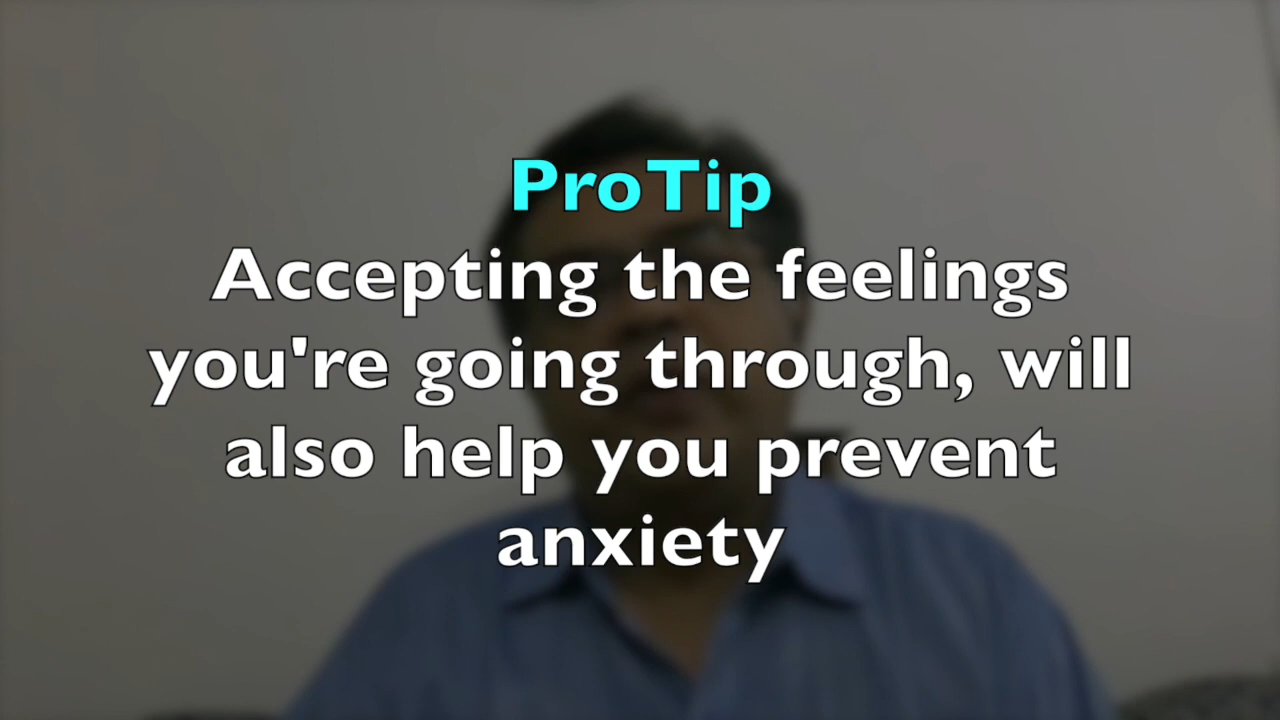 ProTip
Accepting the feelings
you're going through, will
also help you prevent
anxiety